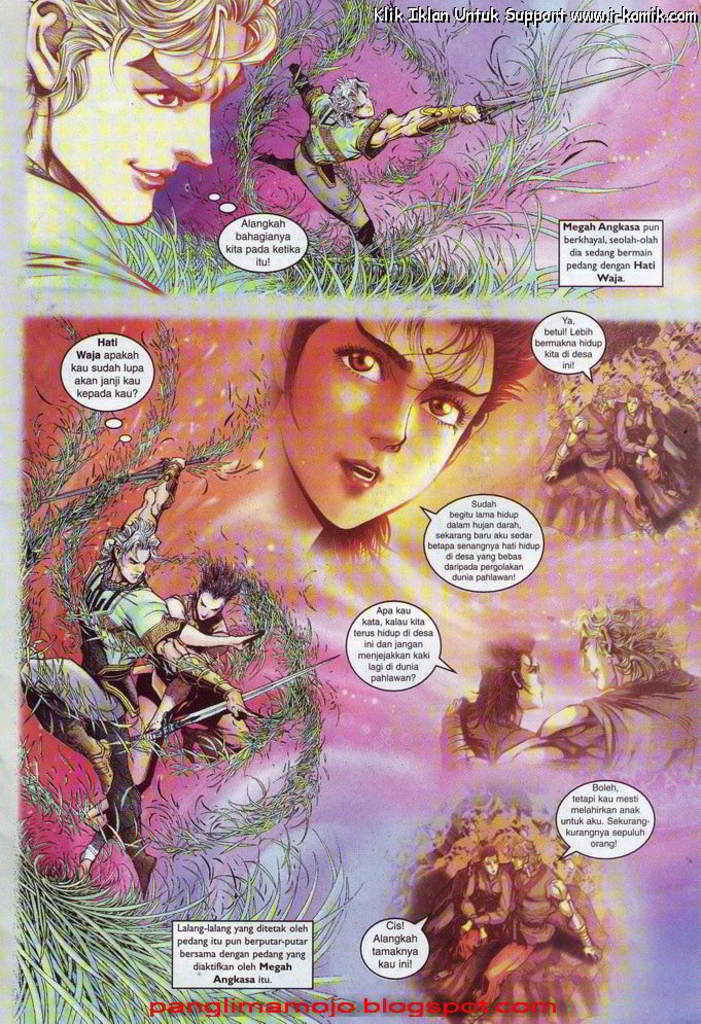 Klik Iklan Untuk Support www.r-komik.com
Alangkah
bahagianya
kita pada ketika
itu!
Megah Angkasa pun
berkhayal, seolah-olah
dia sedang bermain
pedang dengan Hati
Waja.
Hati
Waja apakah
kau sudah lupa
akan janji kau
kepada kau?
Ya,
betul! Lebih
bermakna hidup
kita di desa
ini!
Sudah
begitu lama hidup
dalam hujan darah,
sekarang baru aku sedar
betapa senangnya hati hidup
di desa yang bebas
daripada pergolakan
dunia pahlawan!
Apa kau
kata, kalau kita
terus hidup di desa
ini dan jangan
menjejakkan kaki
lagi di dunia
pahlawan?
Boleh,
tetapi kau mesti
melahirkan anak
untuk aku. Sekurang-
kurangnya sepuluh
orang!
Cis!
Alangkah
tamaknya
kau ini!
Lalang-lalang yang ditetak oleh
pedang itu pun berputar-putar
bersama dengan pedang yang
diaktifkan oleh Megah
Angkasa itu.
panglimamojo.blogspot.com